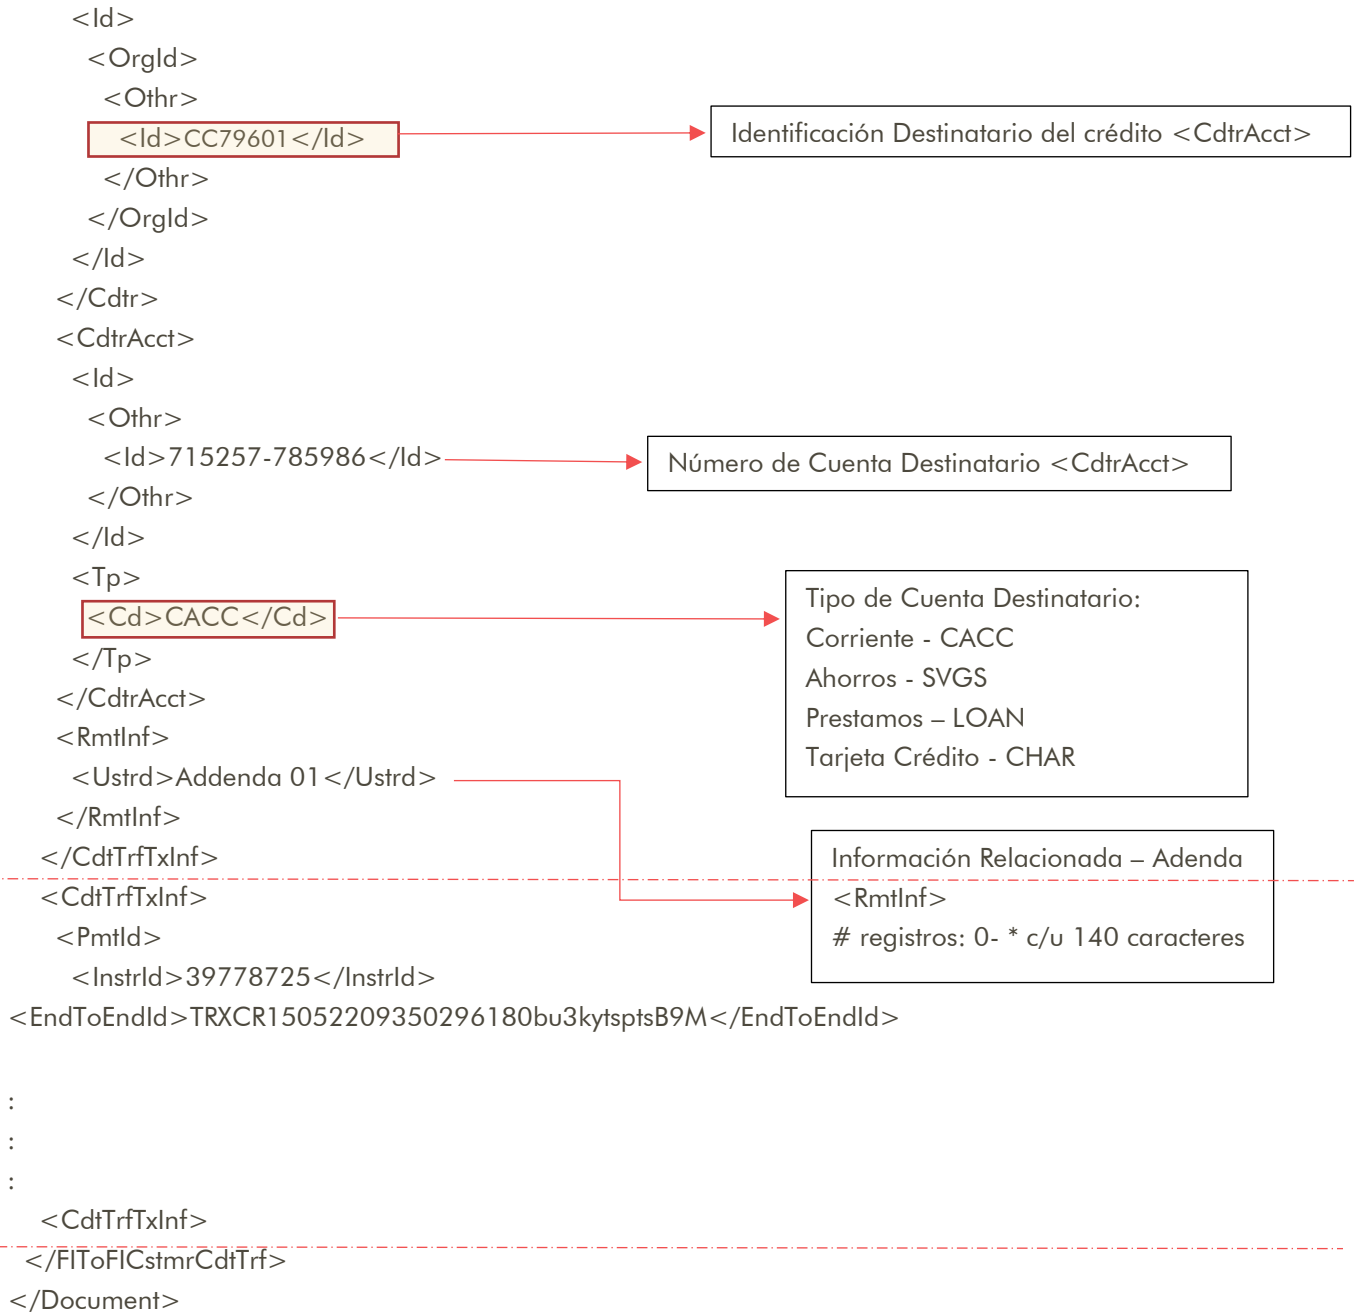 <Id>
<OrgId>
<Othr>
<Id>CC79601</Id>
Identificación Destinatario del crédito <CdtrAcct>
</Othr>
</OrgId>
</Id>
</Cdtr>
<CdtrAcct>
<Id>
<Othr>
<Id>715257-785986</Id>
Número de Cuenta Destinatario <CdtrAcct>
</Othr>
</Id>
<Tp>
<Cd>CACC</Cd>
Tipo de Cuenta Destinatario:
Corriente - CACC
Ahorros - SVGS
Prestamos – LOAN
Tarjeta Crédito - CHAR
</Tp>
</CdtrAcct>
<RmtInf>
<Ustrd>Addenda 01</Ustrd>
</RmtInf>
</CdtTrfTxInf>
Información Relacionada – Adenda
<RmtInf>
# registros: 0- * c/u 140 caracteres
<CdtTrfTxInf>
<PmtId>
<InstrId>39778725</InstrId>
<EndToEndId>TRXCR15052209350296180bu3kytsptsB9M</EndToEndId>
:
:
:
<CdtTrfTxInf>
</FIToFICstmrCdtTrf>
</Document>